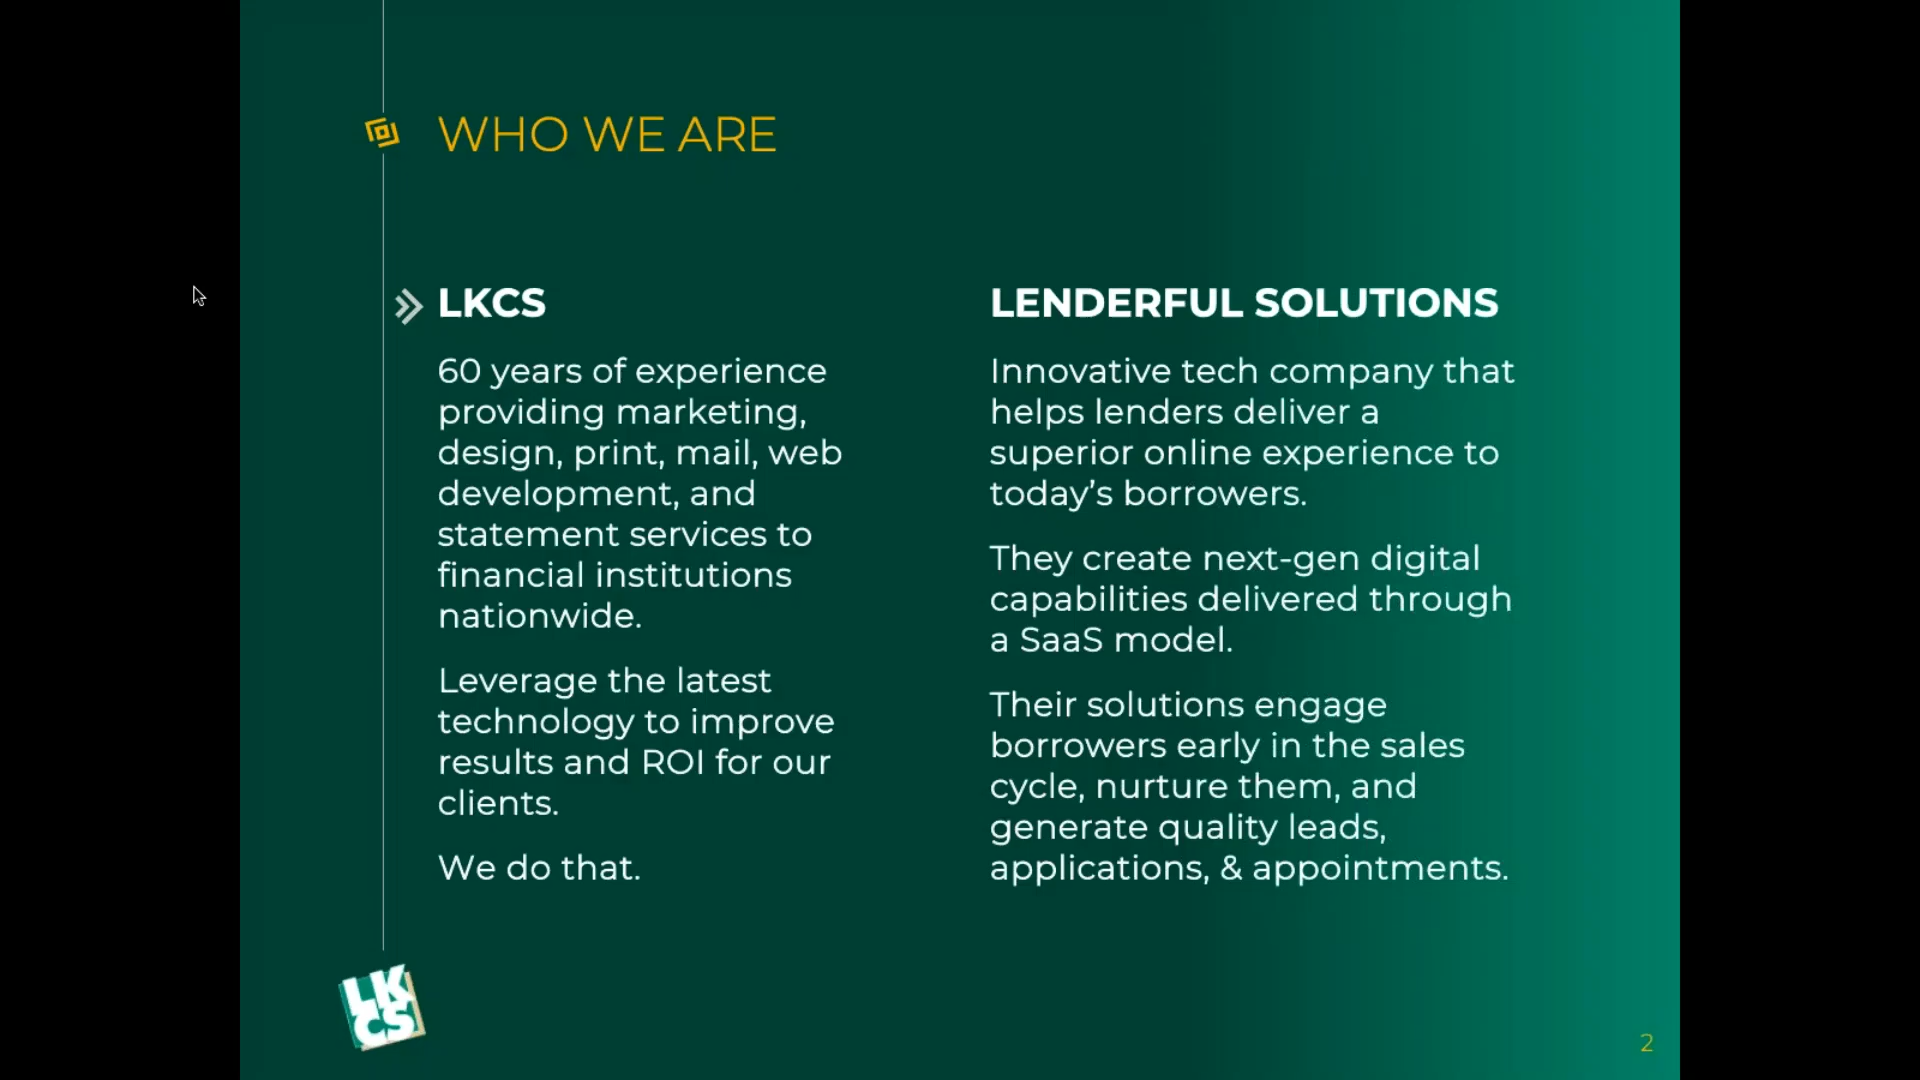 WHO WE ARE
LKCS
60 years of experience
providing marketing,
design, print, mail, web
development, and
statement services to
financial institutions
nationwide.
Leverage the latest
technology to improve
results and ROI for our
clients.
We do that.
LENDERFUL SOLUTIONS
Innovative tech company that
helps lenders deliver a
superior online experience to
today’s borrowers.
They create next-gen digital
capabilities delivered through
a SaaS model.
Their solutions engage
borrowers early in the sales
cycle, nurture them, and
generate quality leads,
applications, & appointments.
LK
CS
2